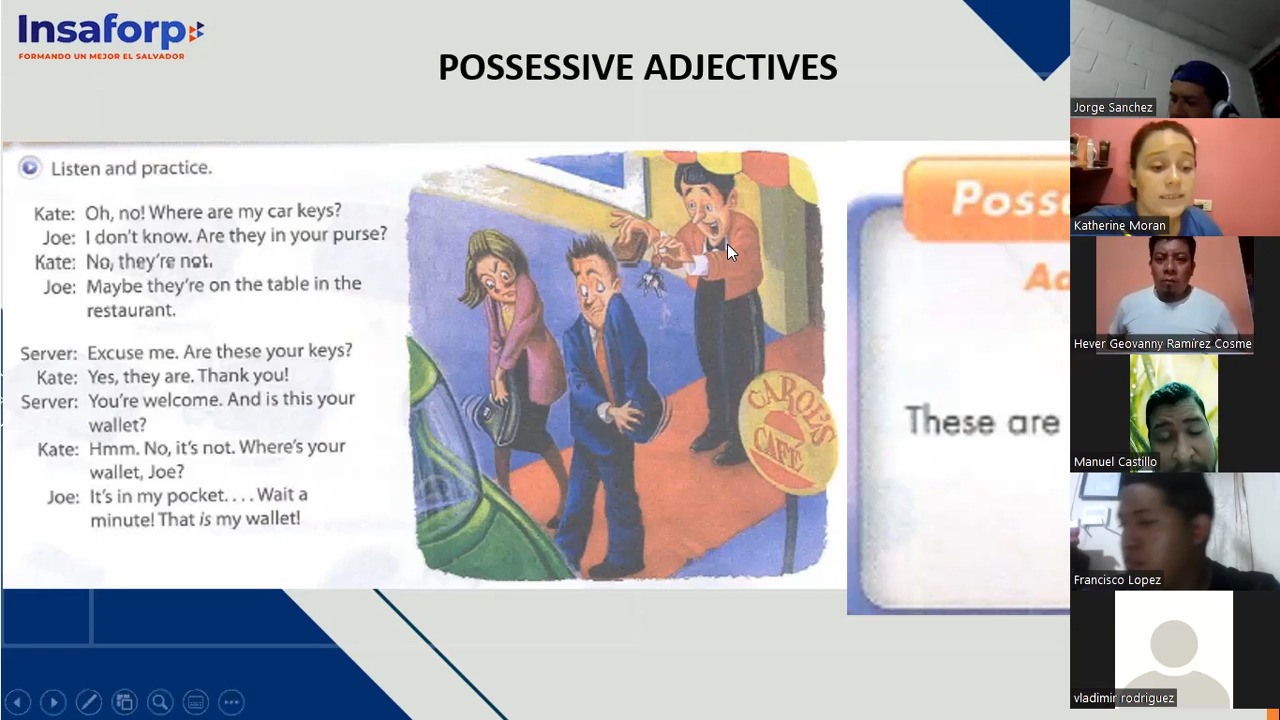 Insaforp
FORMANDO UN MEJOR EL SALVADOR
POSSESSIVE ADJECTIVES
Listen and practice.
Kate: Oh, no! Where are my car keys?
Joe: I don't know. Are they in your purse?
Kate: No, they're not.
Joe: Maybe they're on the table in the
restaurant.
Server: Excuse me. Are these your keys?
Kate: Yes, they are. Thank you!
Server: You're welcome. And is this your
wallet?
Kate: Hmm. No, it's not. Where's your
wallet, Joe?
Joe: It's in my pocket. . . . Wait a
minute! That is my wallet!
CAROL'S
CAFE
These are
Jorge Sanchez
Katherine Moran
Hever Geovanny Ramírez Cosme
Manuel Castillo
Francisco Lopez
vladimir rodriguez